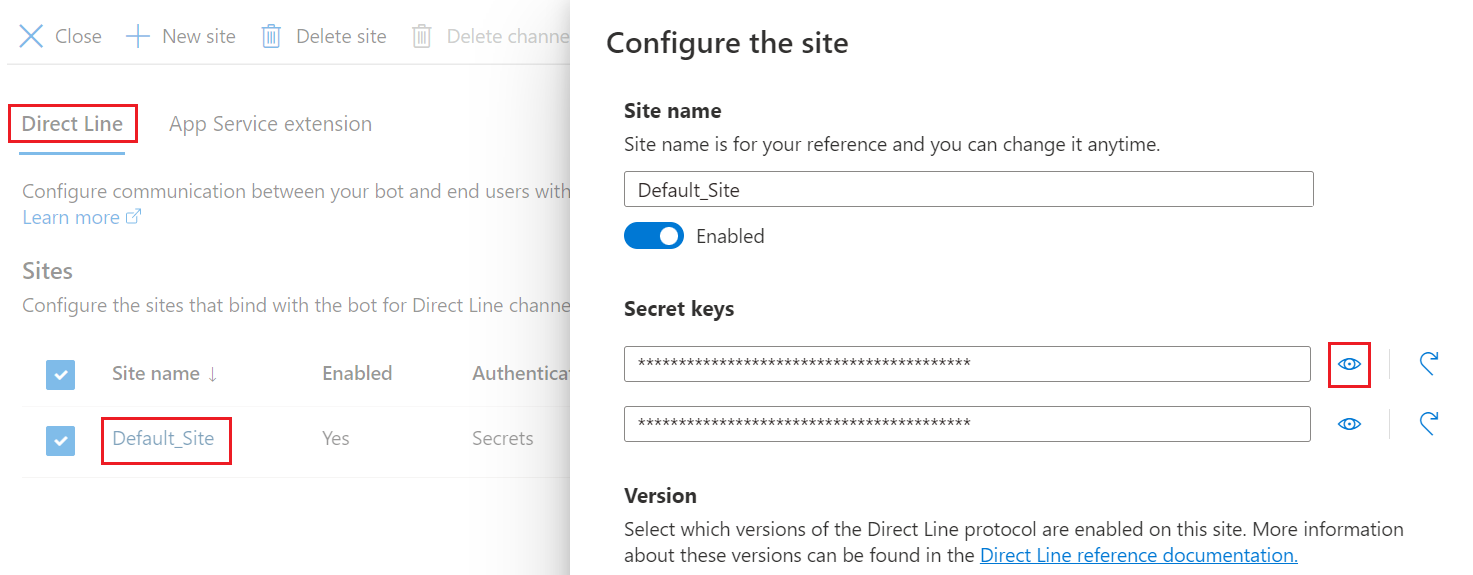 Close New site Delete site Delete channe
Direct Line App Service extension
Configure communication between your bot and end users with
Learn more
Sites
Configure the sites that bind with the bot for Direct Line channe
Site name ↓ Enabled Authentica
Default_Site Yes Secrets
Configure the site
Site name
Site name is for your reference and you can change it anytime.
Default_Site
Enabled
Secret keys
*****************************************
*****************************************
Version
Select which versions of the Direct Line protocol are enabled on this site. More information
about these versions can be found in the Direct Line reference documentation.